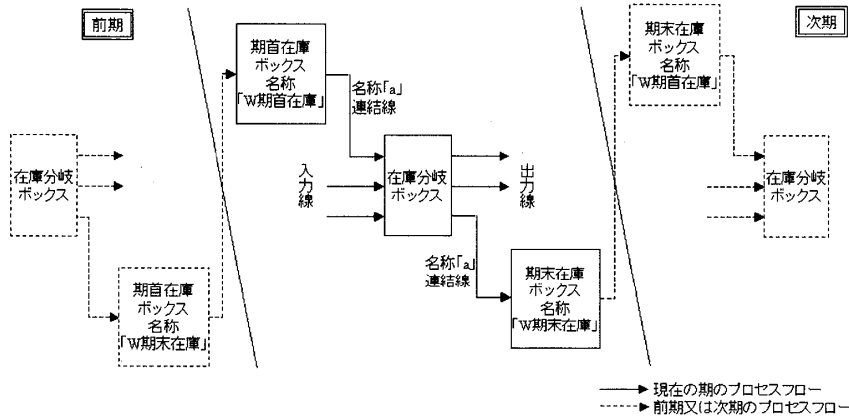 前期
次期
期首在庫
ボックス
名称
「W期首在庫」
期末在庫
ボックス
名称
「W期首在庫」
名称「a」
連結線
在庫分岐
ボックス
入力線
在庫分岐
ボックス
出力線
在庫分岐
ボックス
名称「a」
連結線
期首在庫
ボックス
名称
「W期末在庫」
期末在庫
ボックス
名称
「W期末在庫」
現在の期のプロセスフロー
前期又は次期のプロセスフロー